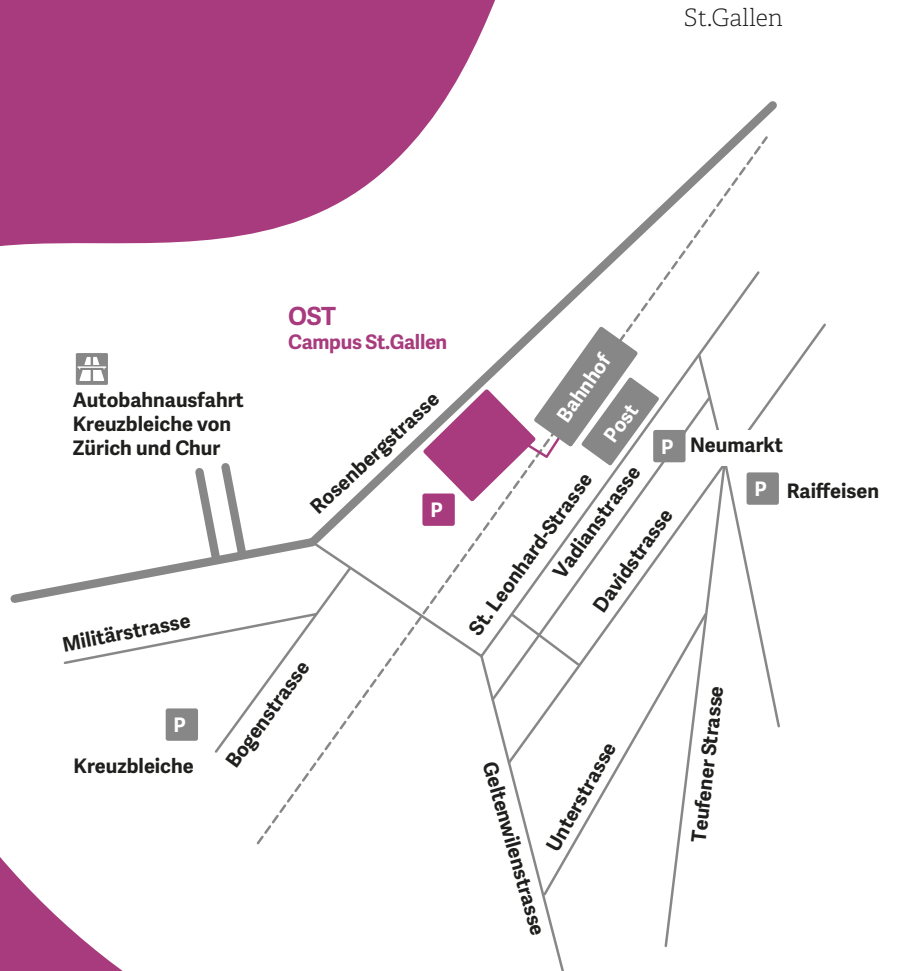 St.Gallen
OST
Campus St.Gallen
Autobahnausfahrt
Kreuzbleiche von
Zürich und Chur
Rosenbergstrasse
Bahnhof
Post
P
P Neumarkt
P Raiffeisen
St. Leonhard-Strasse
Vadianstrasse
Davidstrasse
Militärstrasse
Bogenstrasse
P
Kreuzbleiche
Geltenwilenstrasse
Unterstrasse
Teufener Strasse